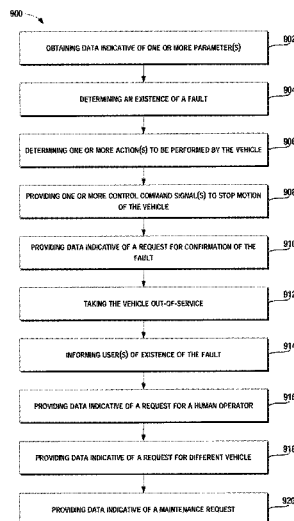 900
902
OBTAINING DATA INDICATIVE OF ONE OR MORE PARAMETER(S)
904
DETERMINING AN EXISTENCE OF A FAULT
906
DETERMINING ONE OR MORE ACTION(S) TO BE PERFORMED BY THE VEHICLE
908
PROVIDING ONE OR MORE CONTROL COMMAND SIGNAL(S) TO STOP MOTION
OF THE VEHICLE
910
PROVIDING DATA INDICATIVE OF A REQUEST FOR CONFIRMATION OF THE
FAULT
912
TAKING THE VEHICLE OUT-OF-SERVICE
914
INFORMING USER(S) OF EXISTENCE OF THE FAULT
916
PROVIDING DATA INDICATIVE OF A REQUEST FOR A HUMAN OPERATOR
918
PROVIDING DATA INDICATIVE OF A REQUEST FOR DIFFERENT VEHICLE
920
PROVIDING DATA INDICATIVE OF A MAINTENANCE REQUEST